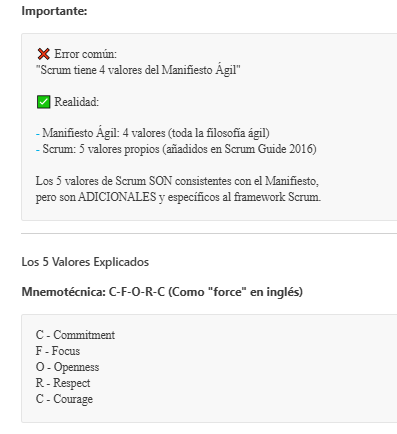 Importante:
❌ Error común:
"Scrum tiene 4 valores del Manifiesto Ágil"
✅ Realidad:
- Manifiesto Ágil: 4 valores (toda la filosofía ágil)
- Scrum: 5 valores propios (añadidos en Scrum Guide 2016)
Los 5 valores de Scrum SON consistentes con el Manifiesto,
pero son ADICIONALES y específicos al framework Scrum.
Los 5 Valores Explicados
Mnemotécnica: C-F-O-R-C (Como "force" en inglés)
C - Commitment
F - Focus
O - Openness
R - Respect
C - Courage